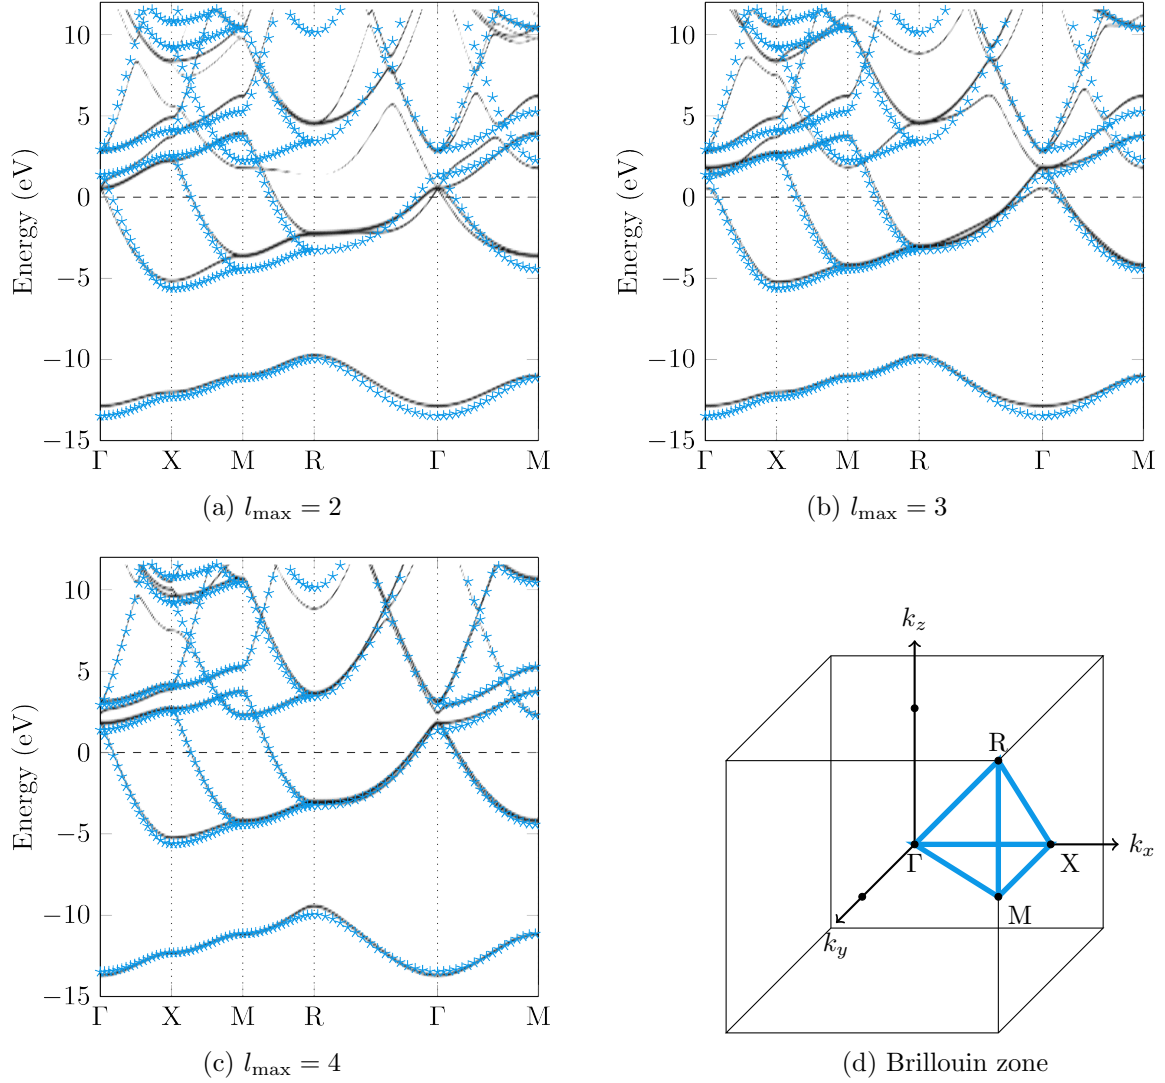 10
5
0
−5
−10
−15
Energy (eV)
Γ X M R Γ M
(a) lmax = 2
10
5
0
−5
−10
−15
Energy (eV)
Γ X M R Γ M
(b) lmax = 3
10
5
0
−5
−10
−15
Energy (eV)
Γ X M R Γ M
(c) lmax = 4
kz
R
Γ
X
kx
M
ky
(d) Brillouin zone